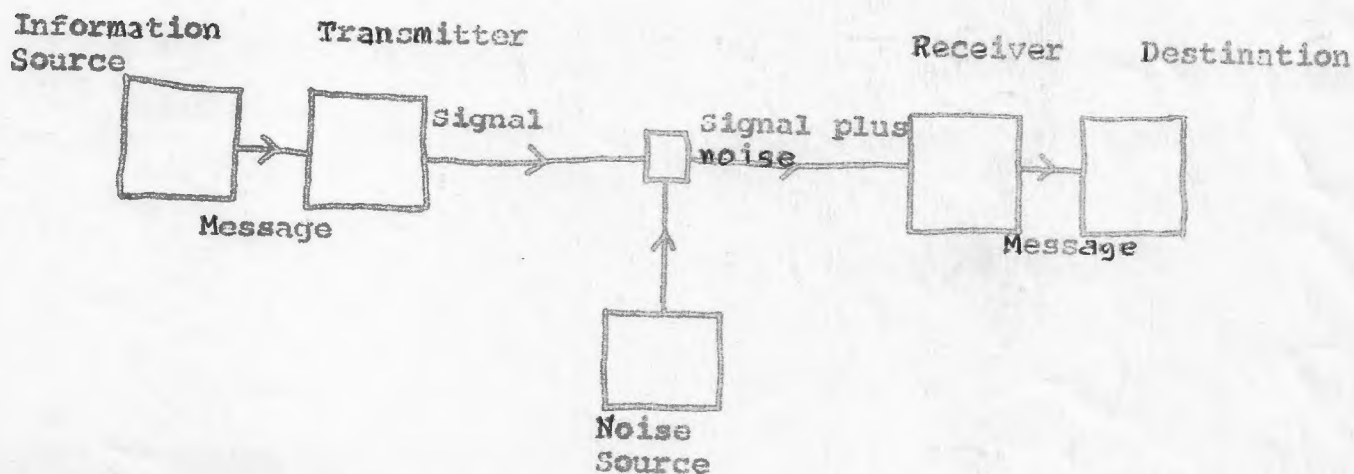 Information
Source
Transmitter
Receiver
Destination
Signal
Signal plus
noise
Message
Message
Noise
Source